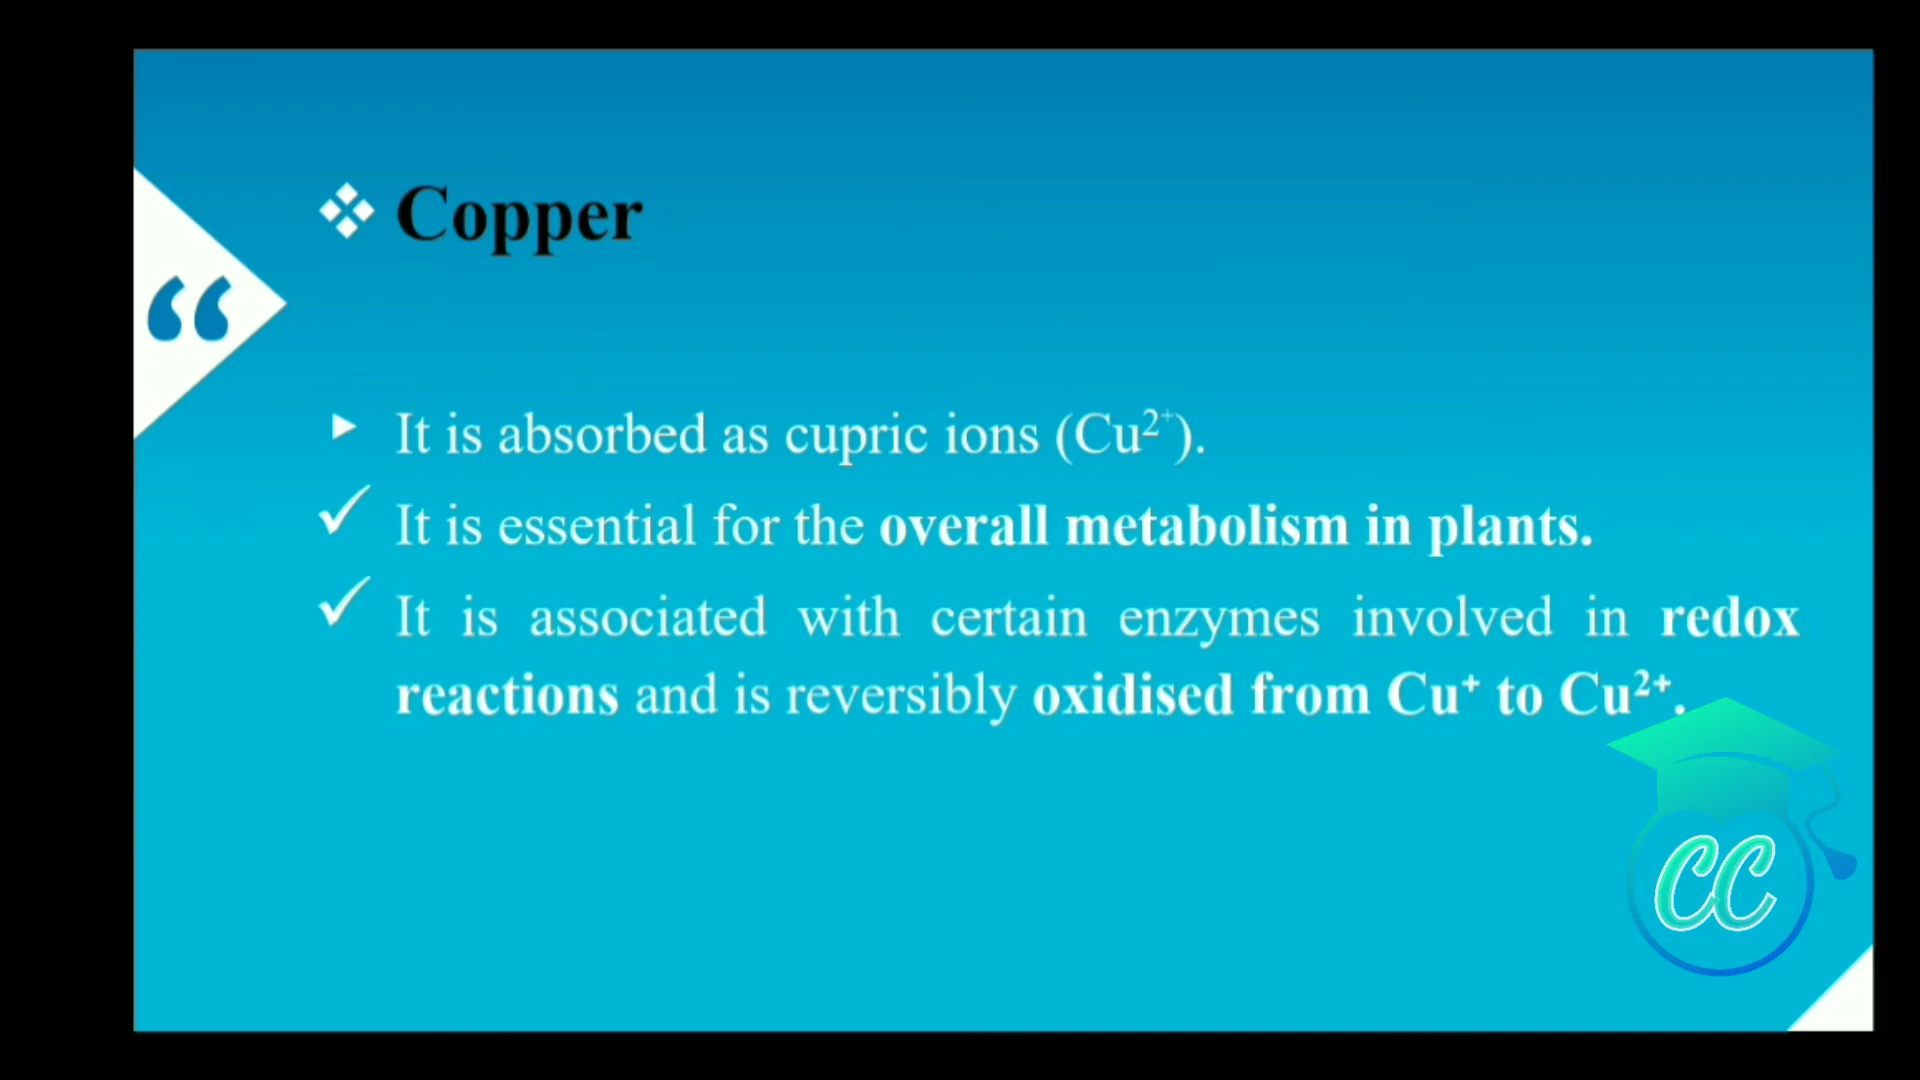 ❖ Copper
“
► It is absorbed as cupric ions (Cu²⁺).
✓ It is essential for the overall metabolism in plants.
✓ It is associated with certain enzymes involved in redox
reactions and is reversibly oxidised from Cu⁺ to Cu²⁺.
CC